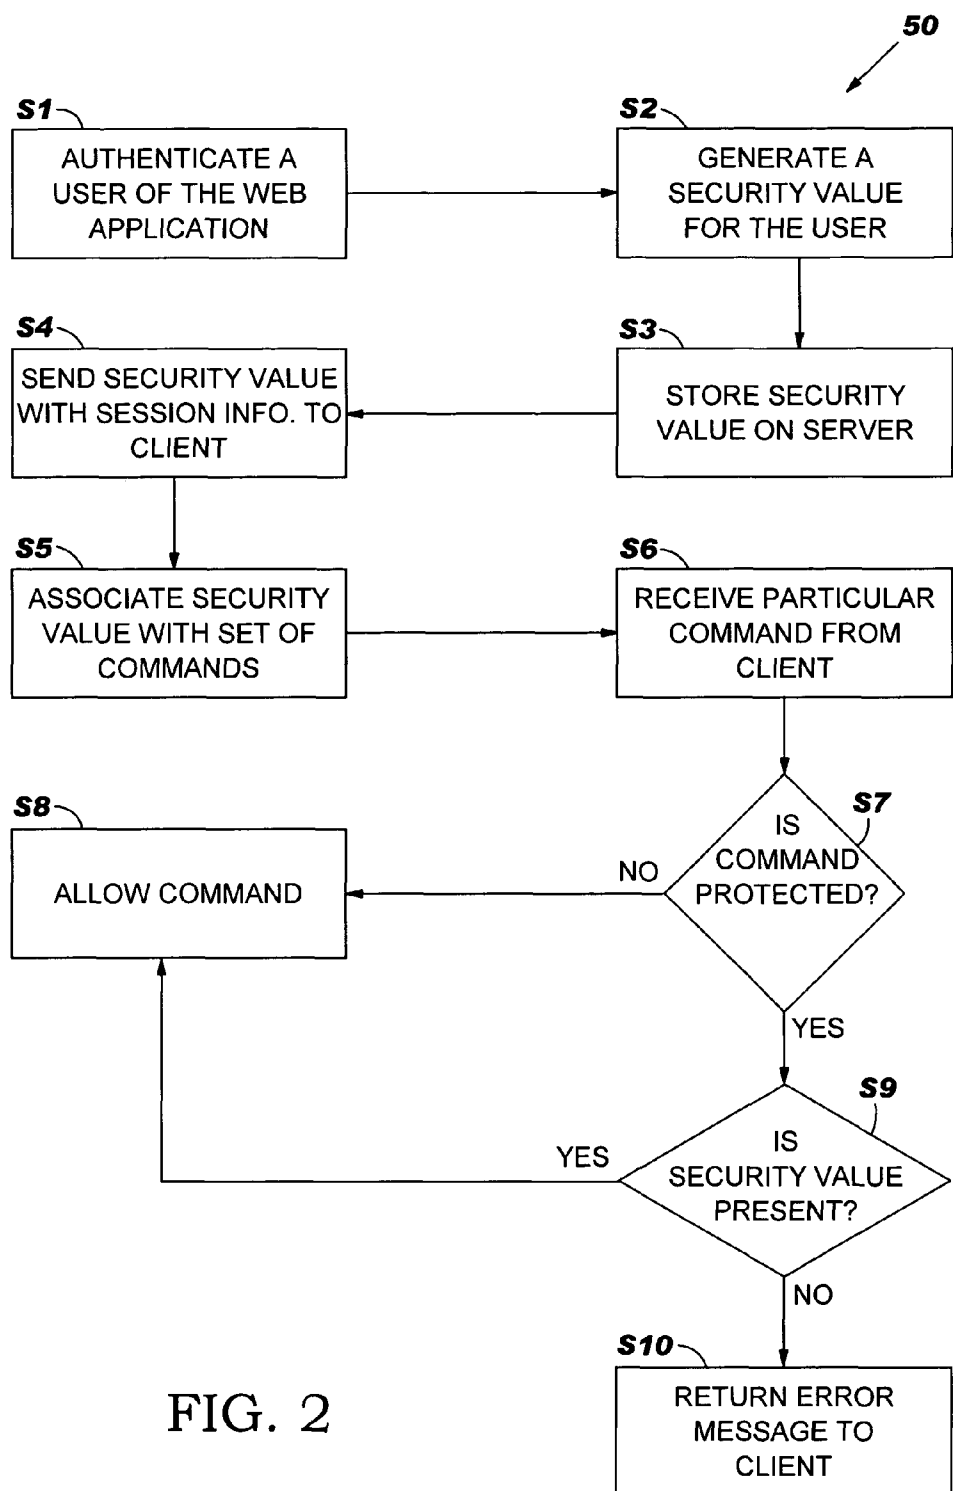 50
S1
AUTHENTICATE A
USER OF THE WEB
APPLICATION
S2
GENERATE A
SECURITY VALUE
FOR THE USER
S3
STORE SECURITY
VALUE ON SERVER
S4
SEND SECURITY VALUE
WITH SESSION INFO. TO
CLIENT
S5
ASSOCIATE SECURITY
VALUE WITH SET OF
COMMANDS
S6
RECEIVE PARTICULAR
COMMAND FROM
CLIENT
S7
IS
COMMAND
PROTECTED?
NO
S8
ALLOW COMMAND
YES
S9
IS
SECURITY VALUE
PRESENT?
YES
NO
S10
RETURN ERROR
MESSAGE TO
CLIENT
FIG. 2